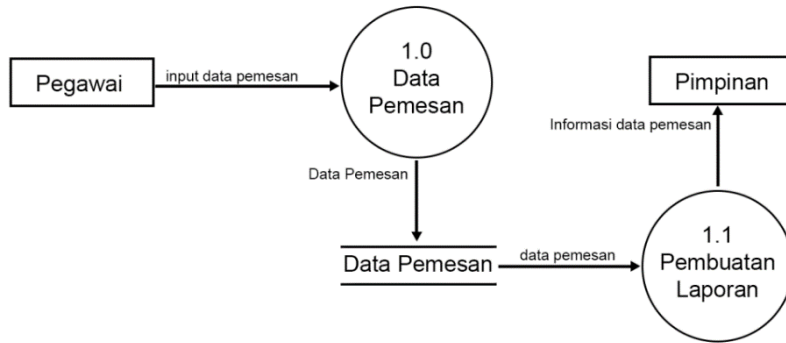 Pegawai
input data pemesan
1.0
Data
Pemesan
Pimpinan
Informasi data pemesan
Data Pemesan
Data Pemesan
data pemesan
1.1
Pembuatan
Laporan